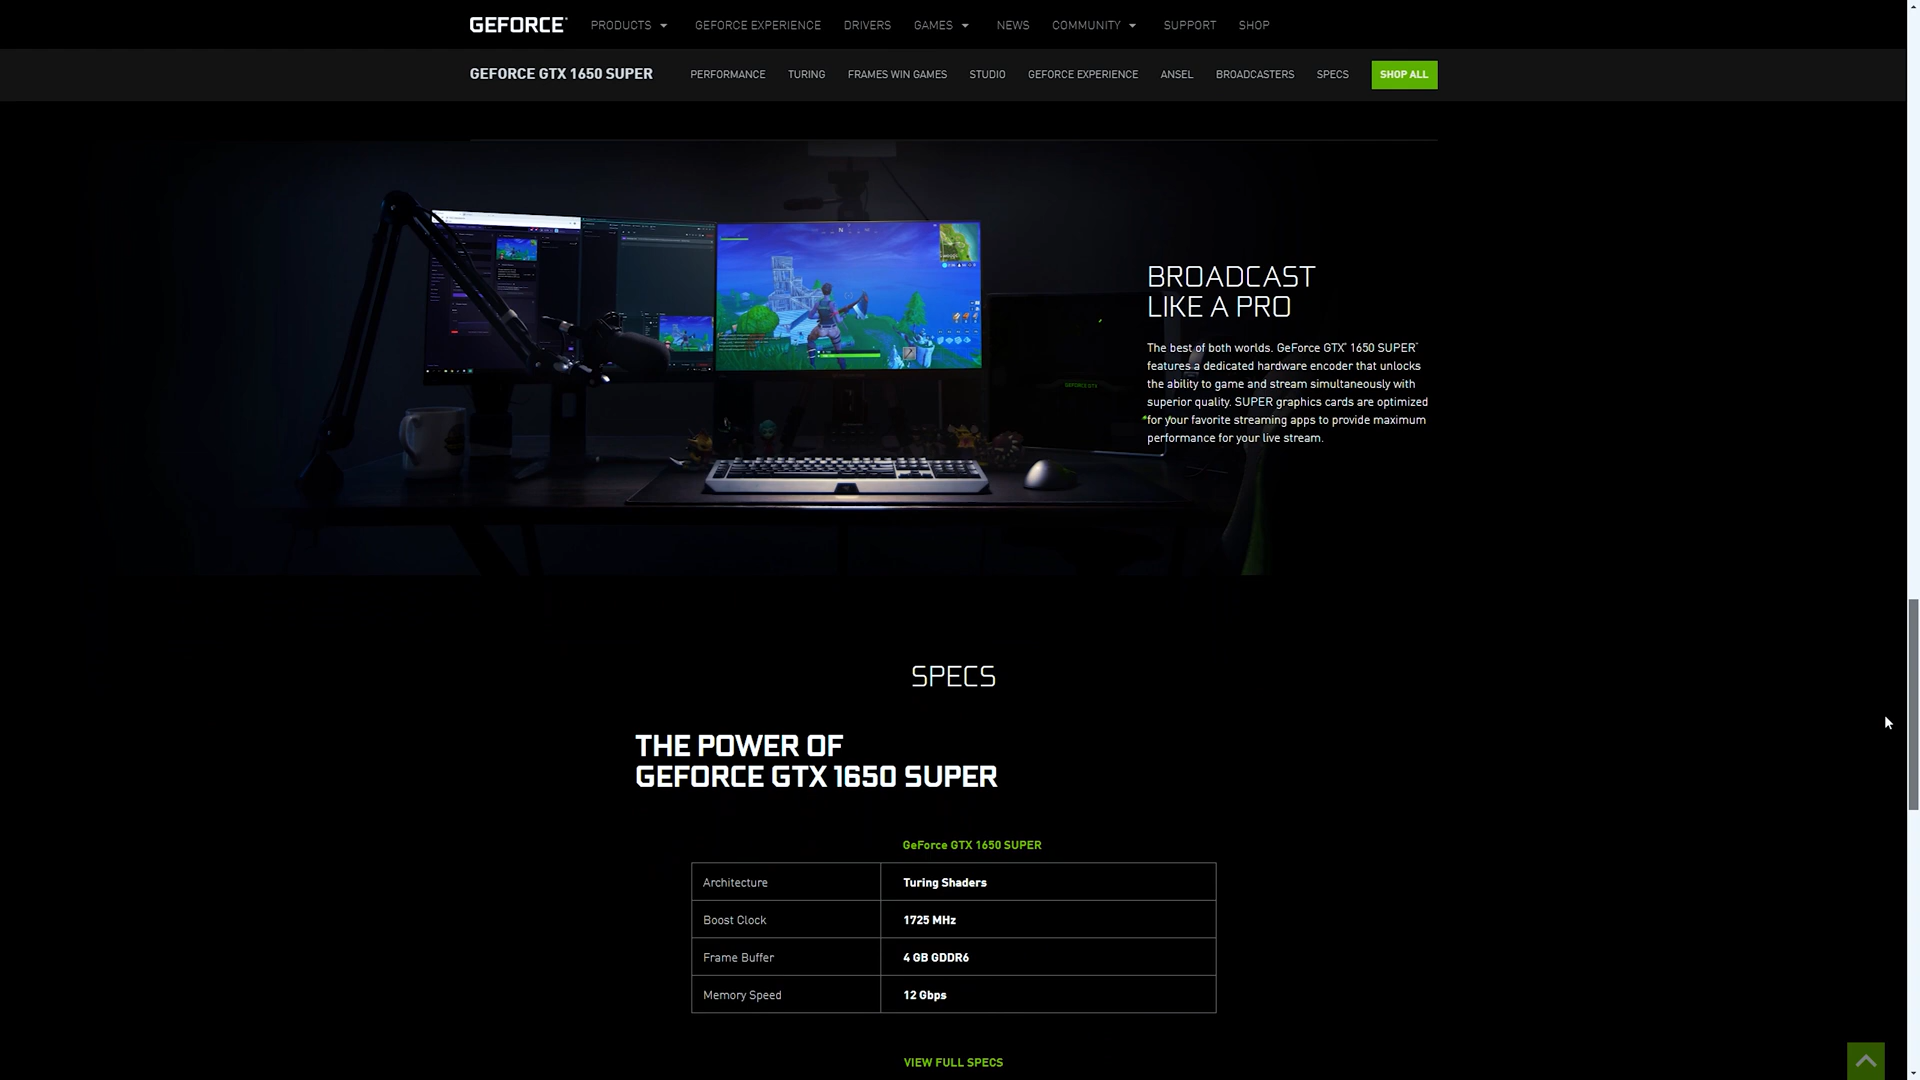 GEFORCE PRODUCTS GEFORCE EXPERIENCE DRIVERS GAMES NEWS COMMUNITY SUPPORT SHOP
GEFORCE GTX 1650 SUPER PERFORMANCE TURING FRAMES WIN GAMES STUDIO GEFORCE EXPERIENCE ANSEL BROADCASTERS SPECS SHOP ALL
BROADCAST
LIKE A PRO
The best of both worlds. GeForce GTX® 1650 SUPER™
features a dedicated hardware encoder that unlocks
the ability to game and stream simultaneously with
superior quality. SUPER graphics cards are optimized
for your favorite streaming apps to provide maximum
performance for your live stream.
GEFORCE GTX
SPECS
THE POWER OF
GEFORCE GTX 1650 SUPER
GeForce GTX 1650 SUPER
Architecture Turing Shaders
Boost Clock 1725 MHz
Frame Buffer 4 GB GDDR6
Memory Speed 12 Gbps
VIEW FULL SPECS